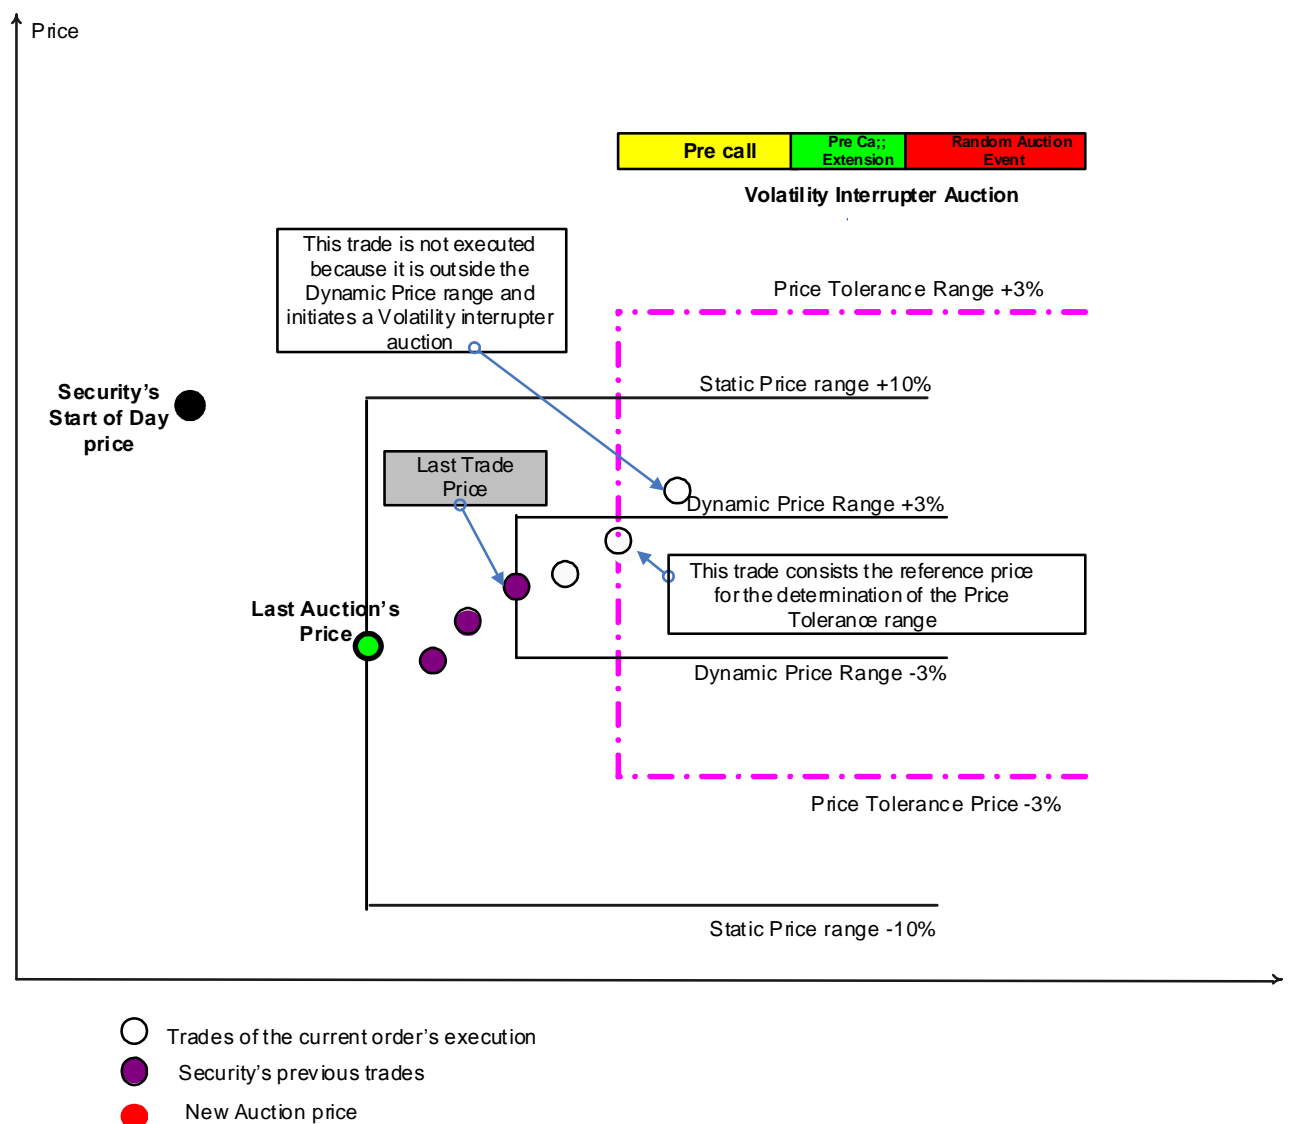 Price
Pre call
Pre Ca;;
Extension
Random Auction
Event
Volatility Interrupter Auction
This trade is not executed
because it is outside the
Dynamic Price range and
initiates a Volatility interrupter
auction
Price Tolerance Range +3%
Static Price range +10%
Security's
Start of Day
price
Last Trade
Price
Dynamic Price Range +3%
This trade consists the reference price
for the determination of the Price
Tolerance range
Last Auction's
Price
Dynamic Price Range -3%
Price Tolerance Price -3%
Static Price range -10%
Trades of the current order's execution
Security's previous trades
New Auction price